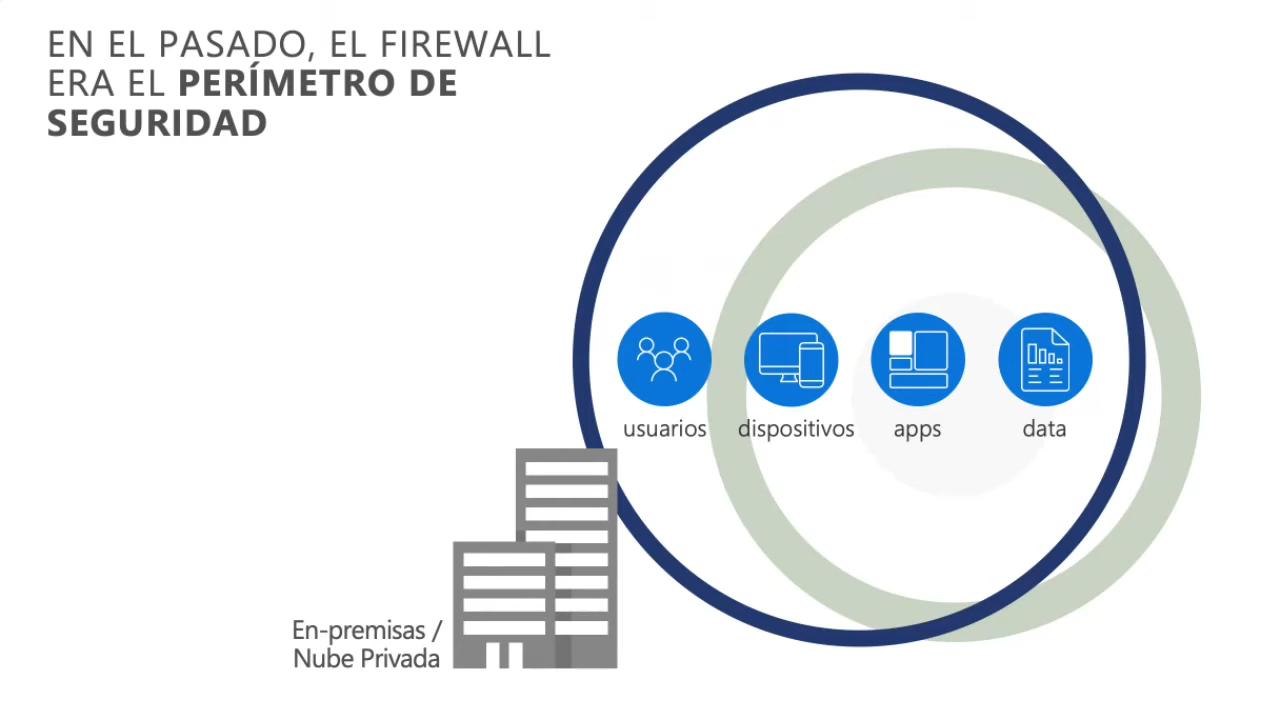 EN EL PASADO, EL FIREWALL
ERA EL PERÍMETRO DE
SEGURIDAD
usuarios
dispositivos
apps
data
En-premisas /
Nube Privada